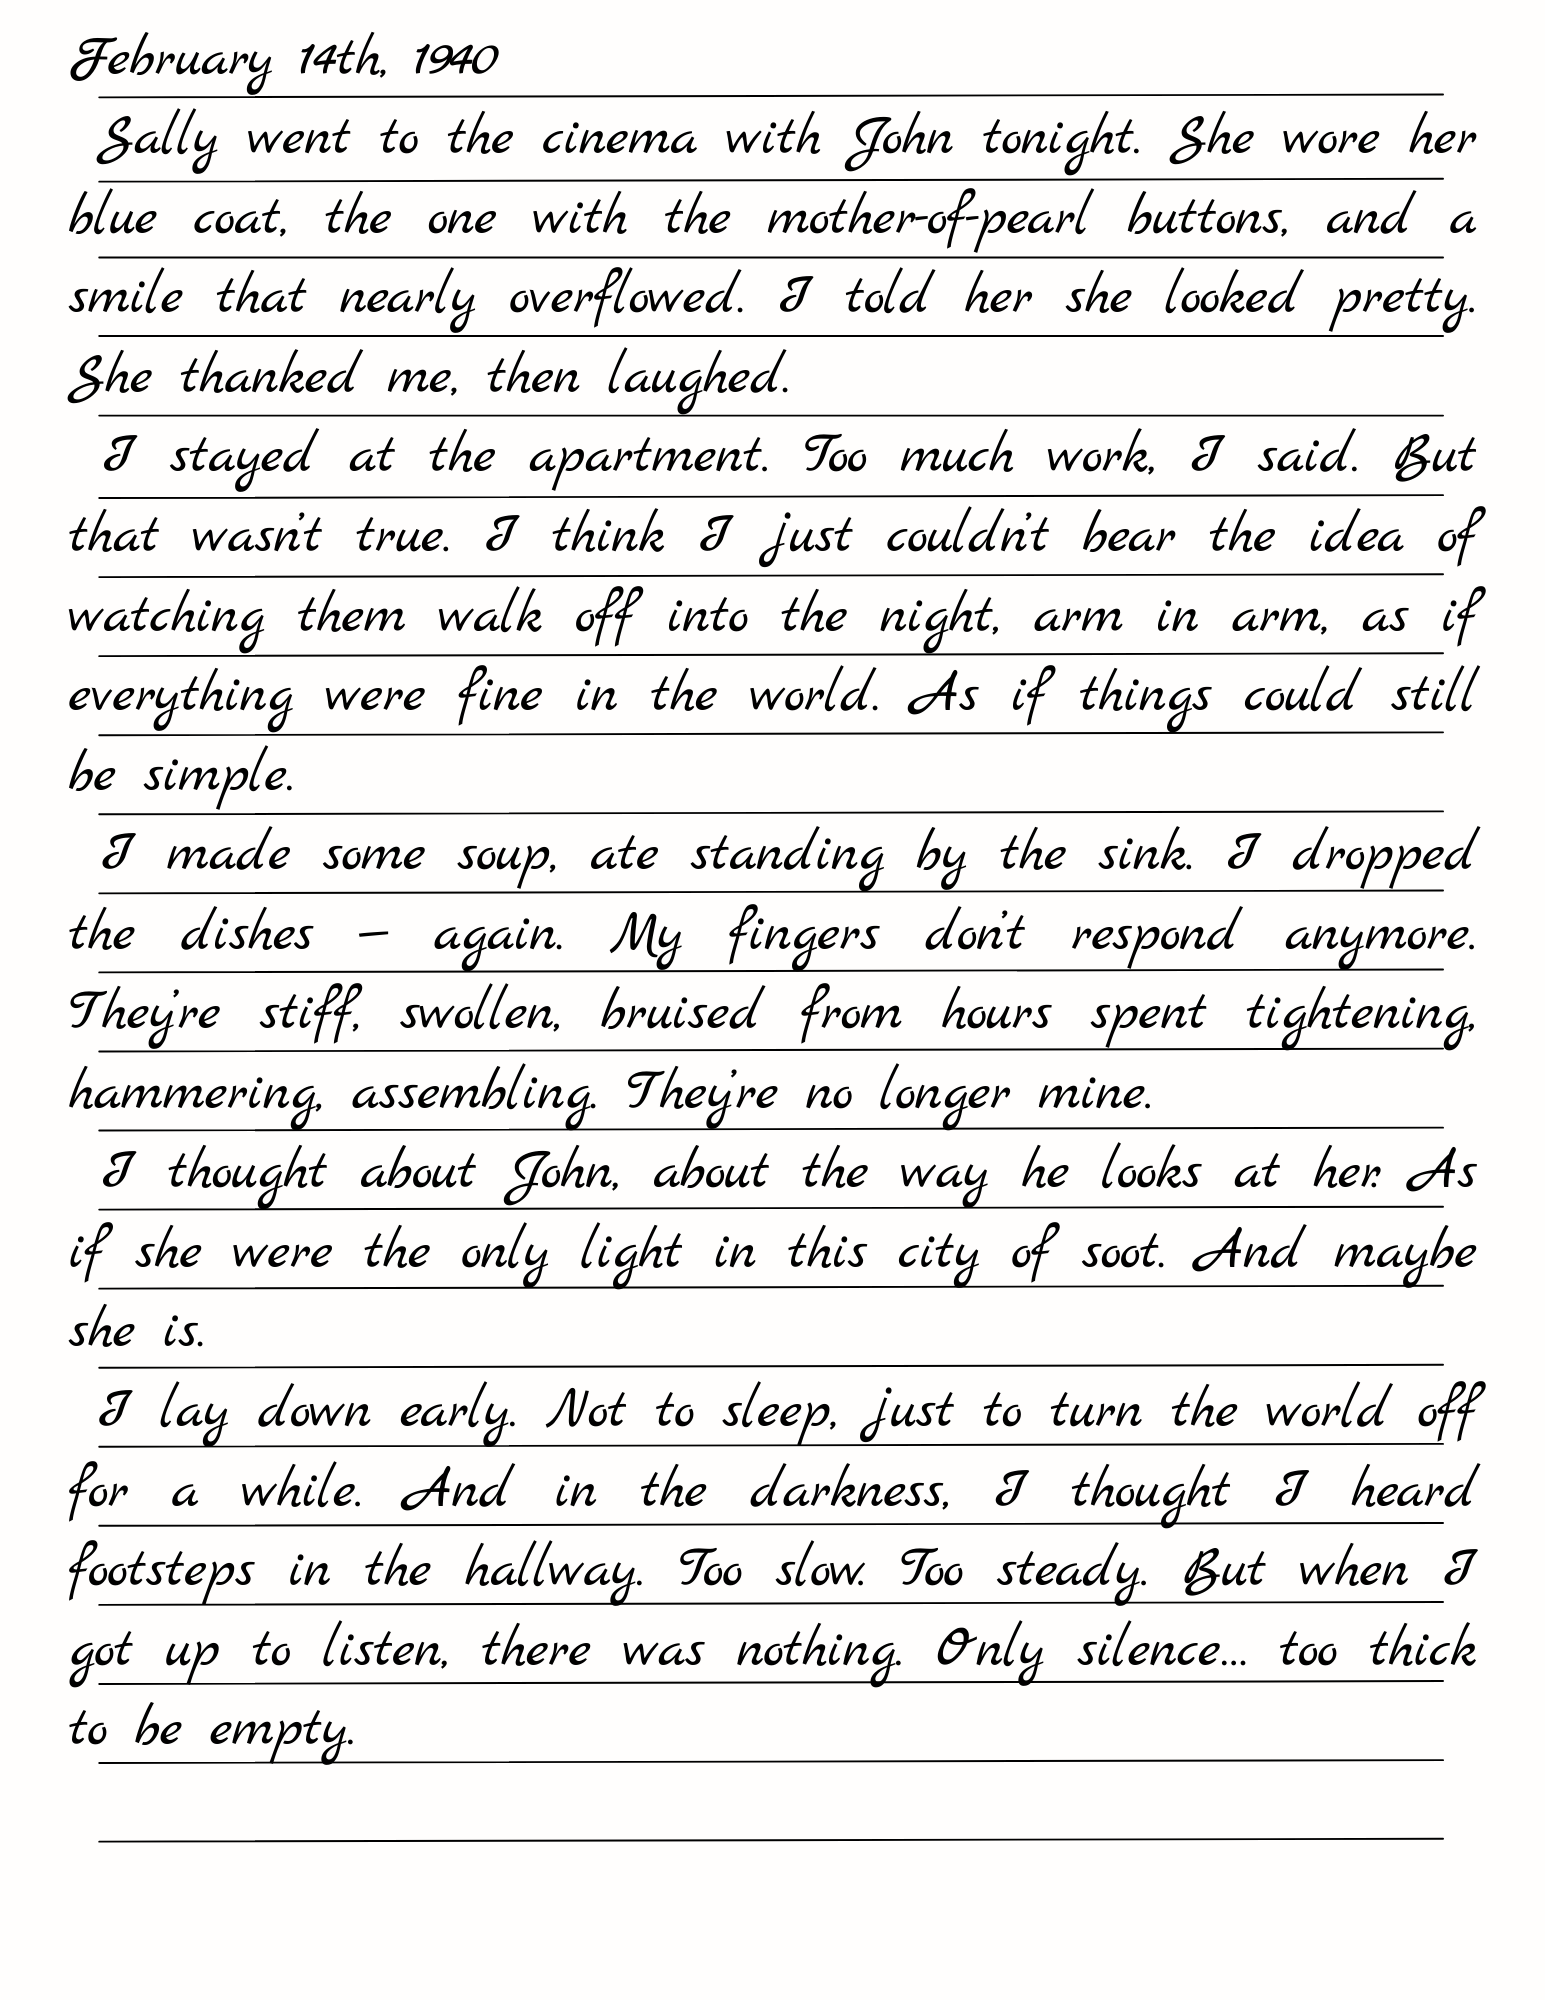 February 14th, 1940
Sally went to the cinema with John tonight. She wore her
blue coat, the one with the mother-of-pearl buttons, and a
smile that nearly overflowed. I told her she looked pretty.
She thanked me, then laughed.
I stayed at the apartment. Too much work, I said. But
that wasn't true. I think I just couldn't bear the idea of
watching them walk off into the night, arm in arm, as if
everything were fine in the world. As if things could still
be simple.
I made some soup, ate standing by the sink. I dropped
the dishes — again. My fingers don't respond anymore.
They're stiff, swollen, bruised from hours spent tightening,
hammering, assembling. They're no longer mine.
I thought about John, about the way he looks at her. As
if she were the only light in this city of soot. And maybe
she is.
I lay down early. Not to sleep, just to turn the world off
for a while. And in the darkness, I thought I heard
footsteps in the hallway. Too slow. Too steady. But when I
got up to listen, there was nothing. Only silence... too thick
to be empty.